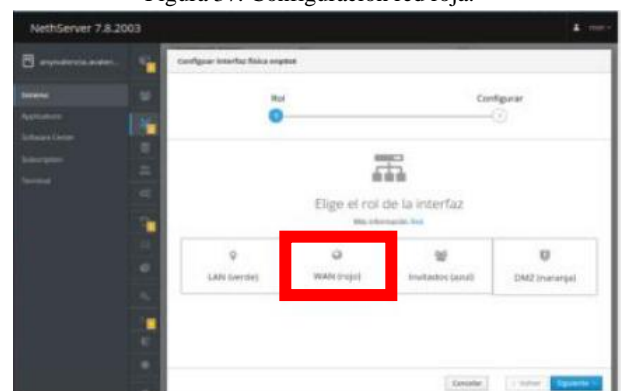 Figura 37. Configuración red roja.
NethServer 7.8.2003
Configurar interfaz física
Sistema
Applications
Software Center
Subscription
Terminal
Rol
Configurar
Elige el rol de la interfaz
Más información
LAN (verde)
WAN (rojo)
Invitados (azul)
DMZ (naranja)
Cancelar
Volver
Siguiente